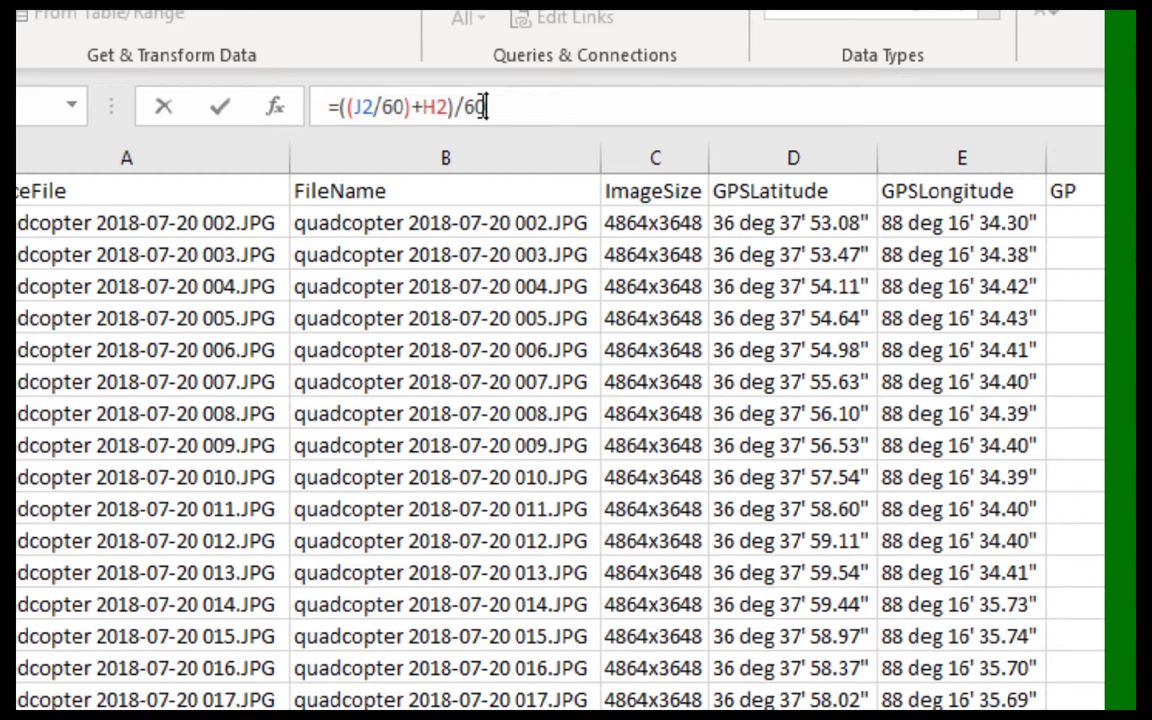 From Table/Range
All
Edit Links
Get & Transform Data
Queries & Connections
Data Types
fx
=((J2/60)+H2)/60
A B C D E
ceFile FileName ImageSize GPSLatitude GPSLongitude GP
dcopter 2018-07-20 002.JPG quadcopter 2018-07-20 002.JPG 4864x3648 36 deg 37' 53.08" 88 deg 16' 34.30"
dcopter 2018-07-20 003.JPG quadcopter 2018-07-20 003.JPG 4864x3648 36 deg 37' 53.47" 88 deg 16' 34.38"
dcopter 2018-07-20 004.JPG quadcopter 2018-07-20 004.JPG 4864x3648 36 deg 37' 54.11" 88 deg 16' 34.42"
dcopter 2018-07-20 005.JPG quadcopter 2018-07-20 005.JPG 4864x3648 36 deg 37' 54.64" 88 deg 16' 34.43"
dcopter 2018-07-20 006.JPG quadcopter 2018-07-20 006.JPG 4864x3648 36 deg 37' 54.98" 88 deg 16' 34.41"
dcopter 2018-07-20 007.JPG quadcopter 2018-07-20 007.JPG 4864x3648 36 deg 37' 55.63" 88 deg 16' 34.40"
dcopter 2018-07-20 008.JPG quadcopter 2018-07-20 008.JPG 4864x3648 36 deg 37' 56.10" 88 deg 16' 34.39"
dcopter 2018-07-20 009.JPG quadcopter 2018-07-20 009.JPG 4864x3648 36 deg 37' 56.53" 88 deg 16' 34.40"
dcopter 2018-07-20 010.JPG quadcopter 2018-07-20 010.JPG 4864x3648 36 deg 37' 57.54" 88 deg 16' 34.39"
dcopter 2018-07-20 011.JPG quadcopter 2018-07-20 011.JPG 4864x3648 36 deg 37' 58.60" 88 deg 16' 34.40"
dcopter 2018-07-20 012.JPG quadcopter 2018-07-20 012.JPG 4864x3648 36 deg 37' 59.11" 88 deg 16' 34.40"
dcopter 2018-07-20 013.JPG quadcopter 2018-07-20 013.JPG 4864x3648 36 deg 37' 59.54" 88 deg 16' 34.41"
dcopter 2018-07-20 014.JPG quadcopter 2018-07-20 014.JPG 4864x3648 36 deg 37' 59.44" 88 deg 16' 35.73"
dcopter 2018-07-20 015.JPG quadcopter 2018-07-20 015.JPG 4864x3648 36 deg 37' 58.97" 88 deg 16' 35.74"
dcopter 2018-07-20 016.JPG quadcopter 2018-07-20 016.JPG 4864x3648 36 deg 37' 58.37" 88 deg 16' 35.70"
dcopter 2018-07-20 017.JPG quadcopter 2018-07-20 017.JPG 4864x3648 36 deg 37' 58.02" 88 deg 16' 35.69"